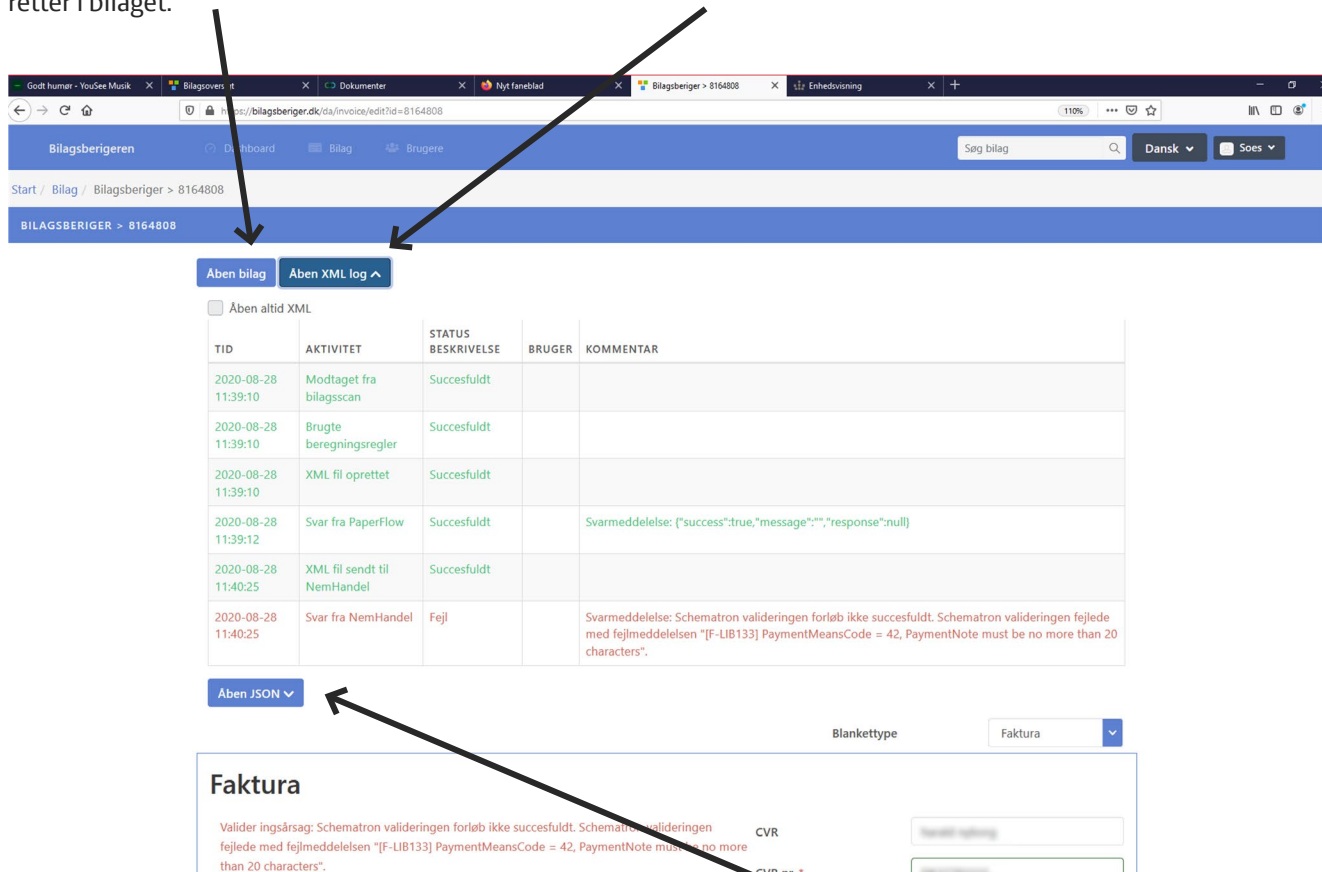 retter i bilaget.
Godt humør - YouSee Musik
Dokumenter
Nyt faneblad
Bilagsberiger > 8164808
Enhedsvisning
bilagsberiger.dk/da/invoice/edit?id=8164808
110%
Bilagsberigeren
Bilag
Brugere
Søg bilag
Dansk
Soes
Start / Bilag / Bilagsberiger > 8164808
BILAGSBERIGER > 8164808
Åben bilag
Åben XML log
Åben altid XML
TID AKTIVITET STATUS BESKRIVELSE BRUGER KOMMENTAR
2020-08-28 Modtaget fra Succesfuldt
11:39:10 bilagsscan
2020-08-28 Brugte Succesfuldt
11:39:10 beregningsregler
2020-08-28 XML fil oprettet Succesfuldt
11:39:10
2020-08-28 Svar fra PaperFlow Succesfuldt Svarmeddelelse: {"success":true,"message":"","response":null}
11:39:12
2020-08-28 XML fil sendt til Succesfuldt
11:40:25 NemHandel
2020-08-28 Svar fra NemHandel Fejl Svarmeddelelse: Schematron valideringen forløb ikke succesfuldt. Schematron valideringen fejlede
11:40:25 med fejlmeddelelsen "[F-LIB133] PaymentMeansCode = 42, PaymentNote must be no more than 20
characters".
Åben JSON
Blankettype Faktura
Faktura
Valider ingsårsag: Schematron valideringen forløb ikke succesfuldt. Schematron valideringen
fejlede med fejlmeddelelsen "[F-LIB133] PaymentMeansCode = 42, PaymentNote must be no more
than 20 characters".
CVR
CVR nr *